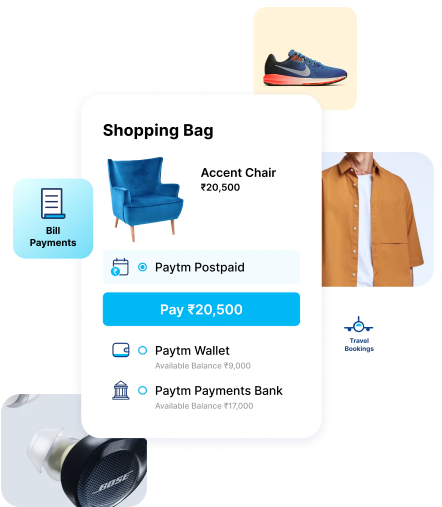 Shopping Bag
Accent Chair
₹20,500
Bill
Payments
Paytm Postpaid
Pay ₹20,500
Travel
Bookings
Paytm Wallet
Available Balance ₹9,000
Paytm Payments Bank
Available Balance ₹17,000
BOSE